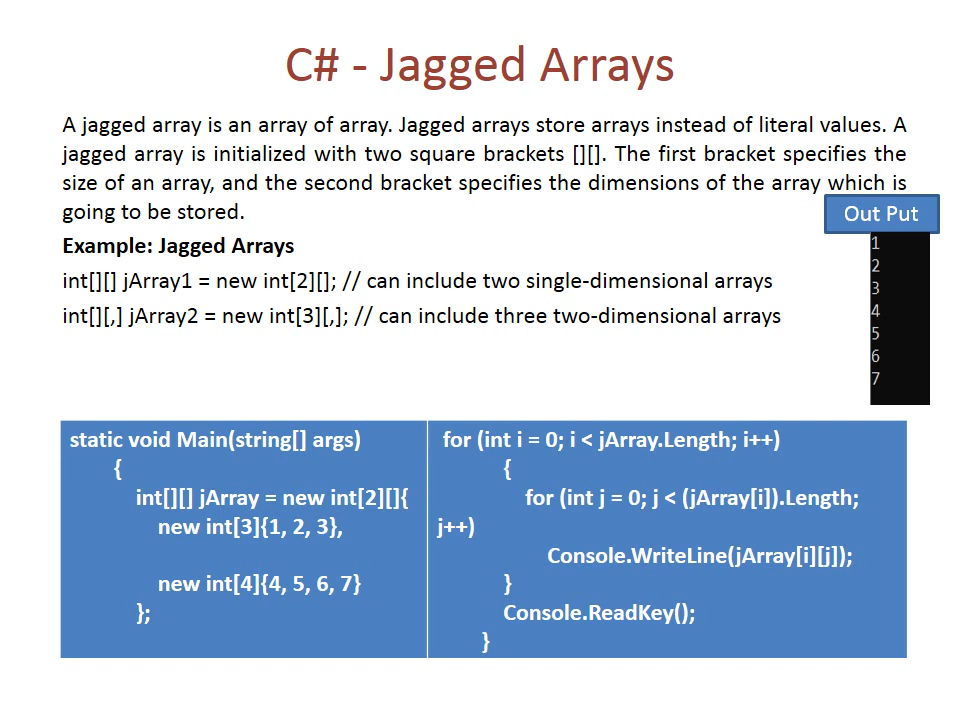 C# - Jagged Arrays
A jagged array is an array of array. Jagged arrays store arrays instead of literal values. A
jagged array is initialized with two square brackets [][]. The first bracket specifies the
size of an array, and the second bracket specifies the dimensions of the array which is
going to be stored.
Example: Jagged Arrays
int[][] jArray1 = new int[2][]; // can include two single-dimensional arrays
int[][,] jArray2 = new int[3][,]; // can include three two-dimensional arrays
Out Put
1
2
3
4
5
6
7
static void Main(string[] args)
{
int[][] jArray = new int[2][]{
new int[3]{1, 2, 3},
new int[4]{4, 5, 6, 7}
};
for (int i = 0; i < jArray.Length; i++)
{
for (int j = 0; j < (jArray[i]).Length;
j++)
Console.WriteLine(jArray[i][j]);
}
Console.ReadKey();
}